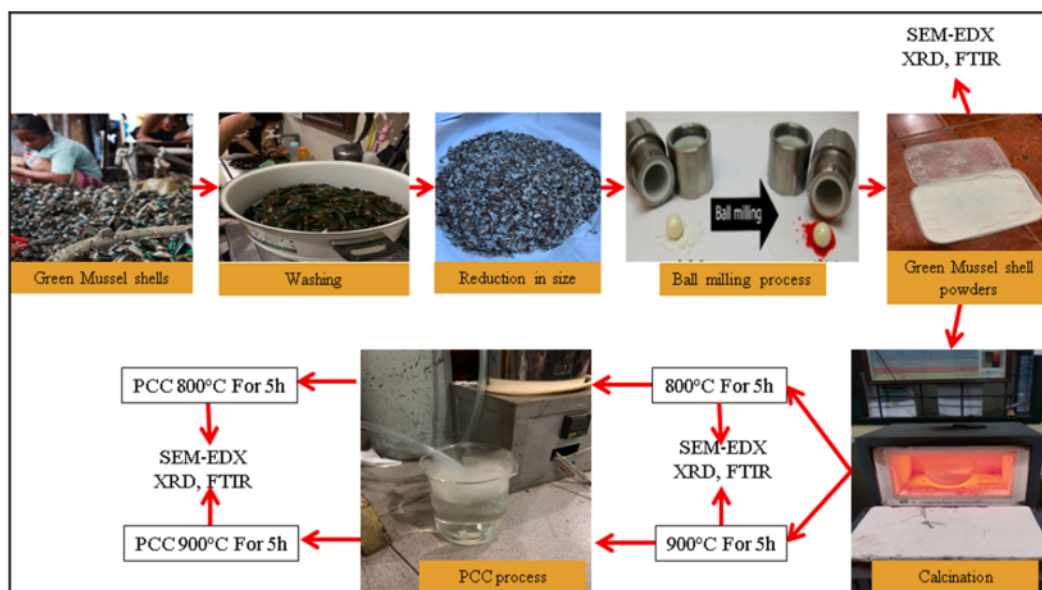 SEM-EDX
XRD, FTIR
Green Mussel shells
Washing
Reduction in size
Ball milling
Ball milling process
Green Mussel shell
powders
PCC 800°C For 5h
800°C For 5h
SEM-EDX
XRD, FTIR
SEM-EDX
XRD, FTIR
PCC 900°C For 5h
900°C For 5h
PCC process
Calcination